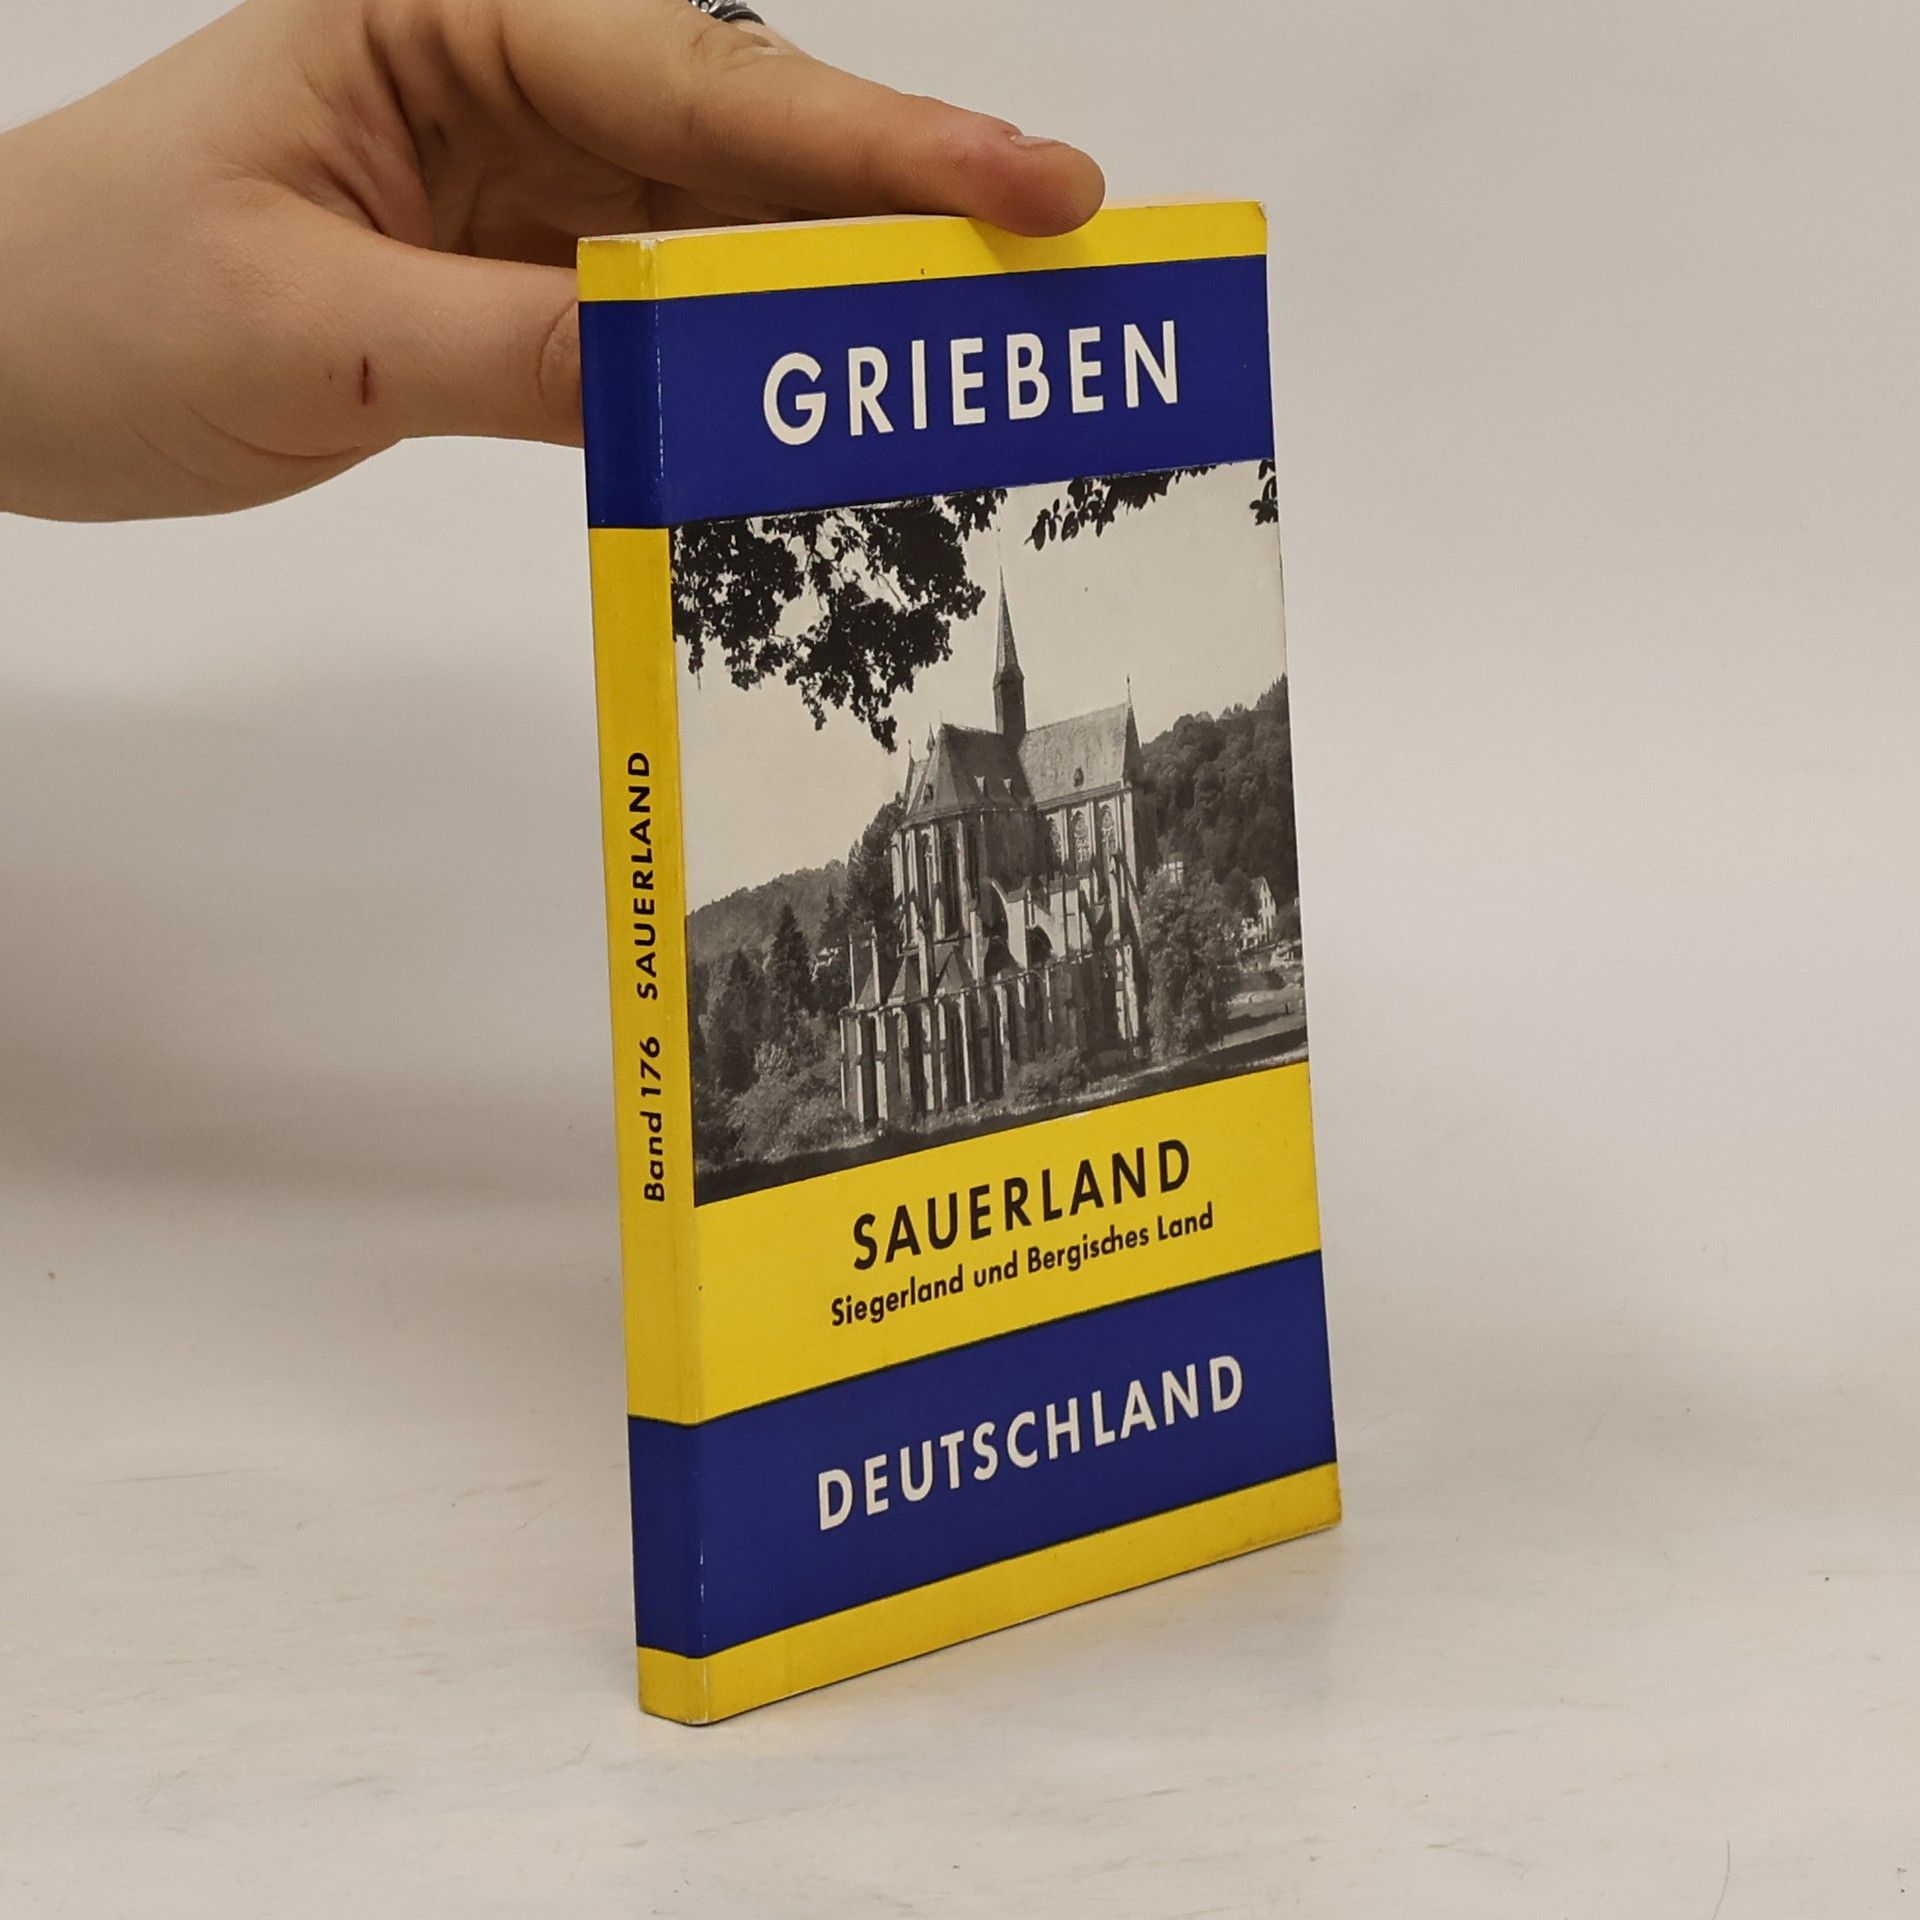 GRIEBEN
SAUERLAND
Siegerland und Bergisches Land
DEUTSCHLAND
Band 176 SAUERLAND